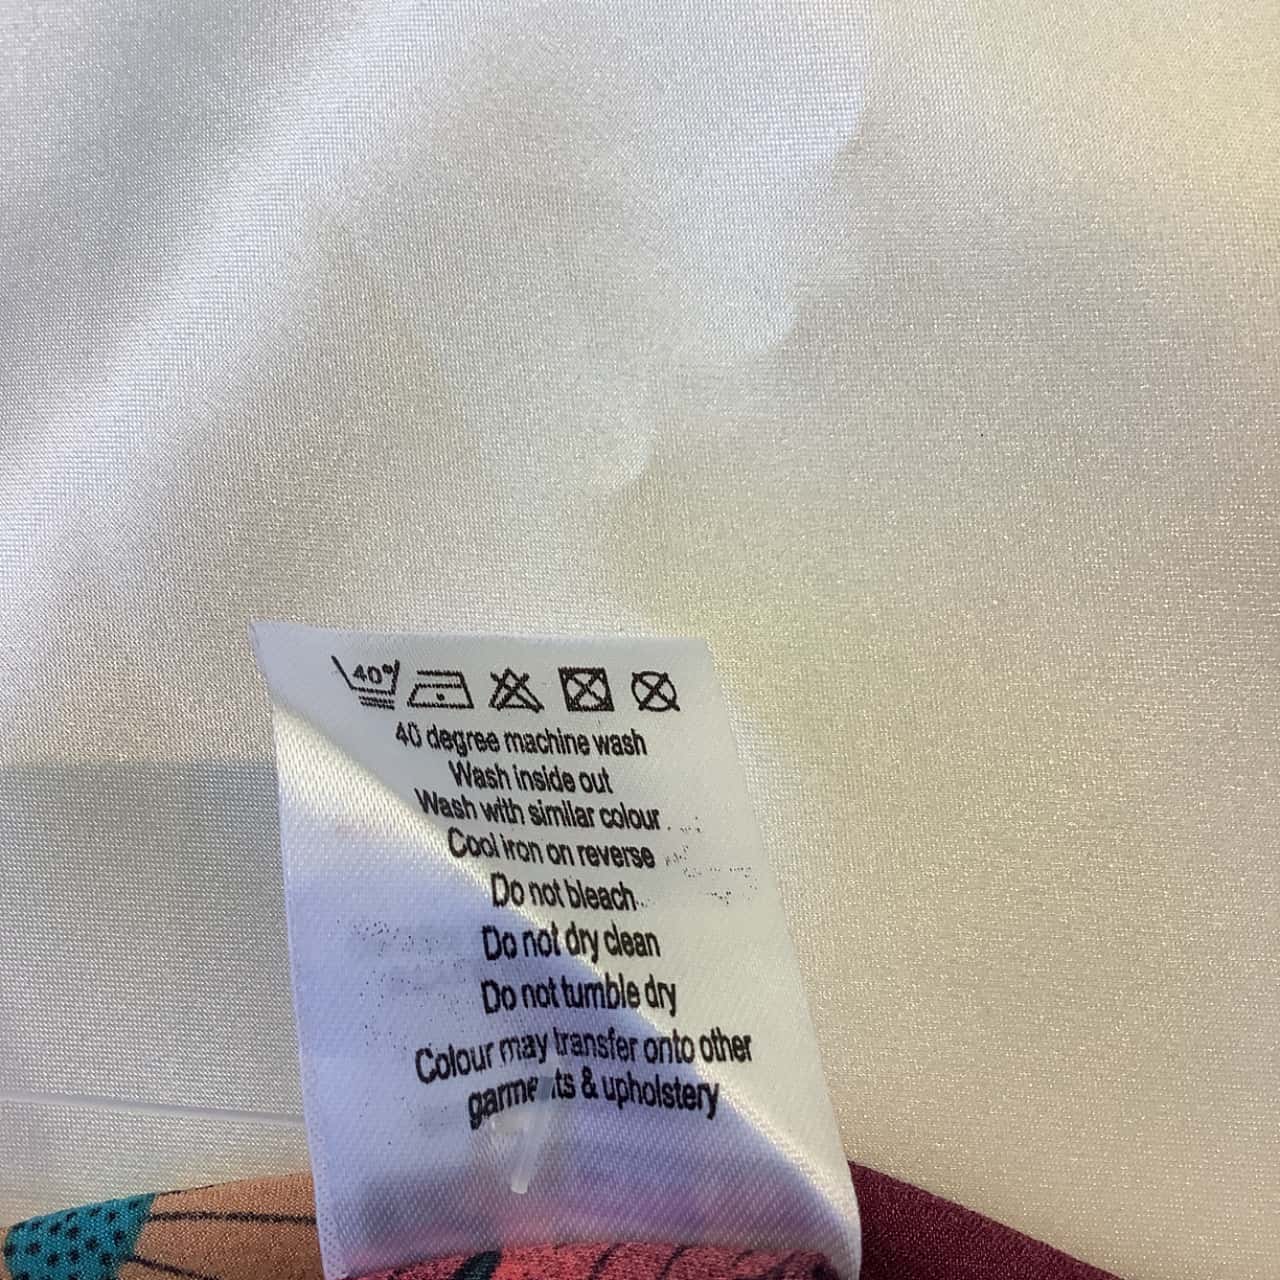 40°
40 degree machine wash
Wash inside out
Wash with similar colour
Cool iron on reverse
Do not bleach
Do not dry clean
Do not tumble dry
Colour may transfer onto other
garments & upholstery